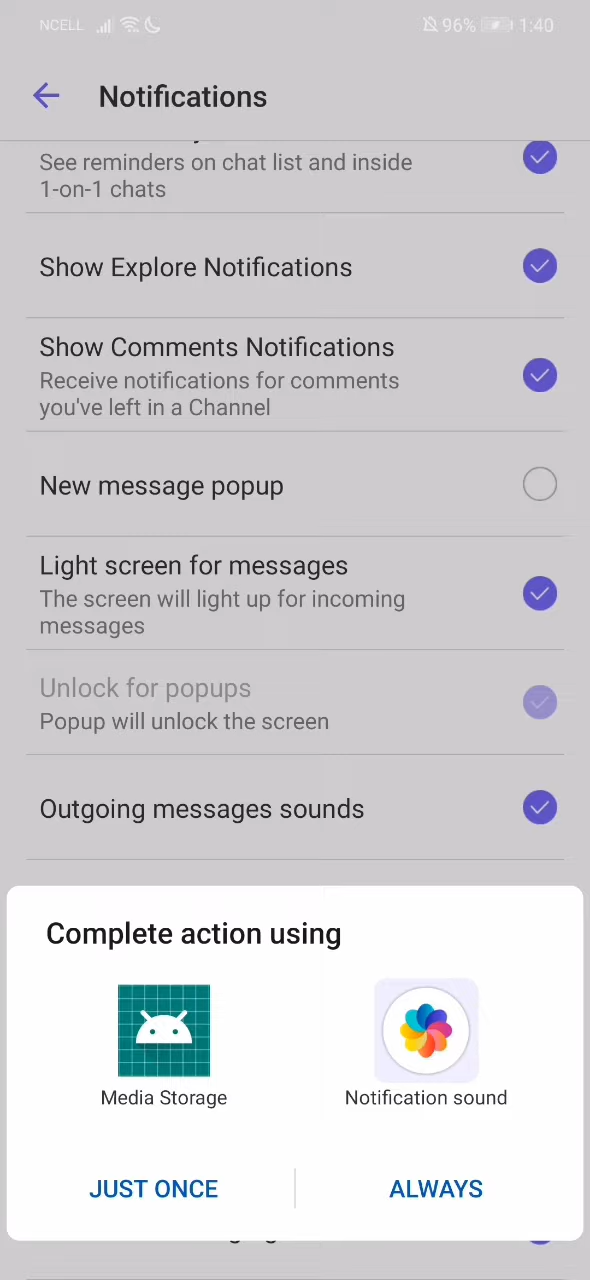 NCELL 96% 1:40
Notifications
See reminders on chat list and inside
1-on-1 chats
Show Explore Notifications
Show Comments Notifications
Receive notifications for comments
you've left in a Channel
New message popup
Light screen for messages
The screen will light up for incoming
messages
Unlock for popups
Popup will unlock the screen
Outgoing messages sounds
Complete action using
Media Storage
Notification sound
JUST ONCE
ALWAYS